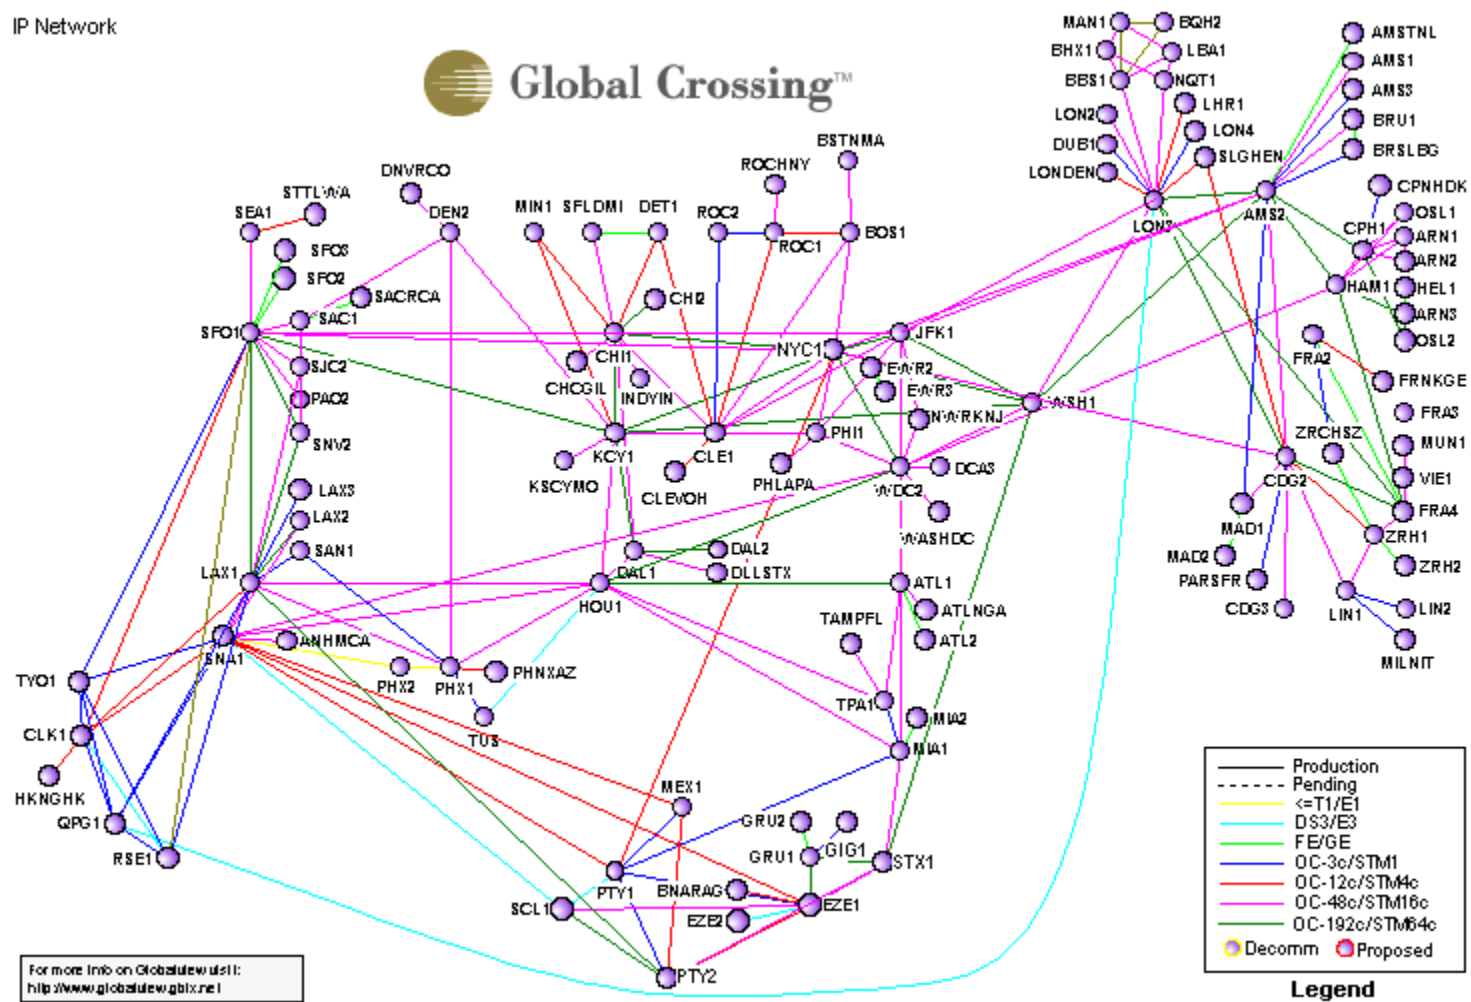 IP Network
Global Crossing™
MAN1
BQH2
BHX1
LBA1
BBS1
NQT1
LON2
LHR1
DUB1
LON4
LONDEN
SLGHEN
LON3
AMS2
AMSTNL
AMS1
AMS3
BRU1
BRSLBG
CPNHDK
OSL1
CPH1
ARN1
ARN2
HAM1
HEL1
ARN3
OSL2
FRA2
FRNKGE
FRA3
ZRCHSZ
MUN1
CDG2
VIE1
FRA4
MAD1
ZRH1
MAD2
ZRH2
PARSFR
CDG3
LIN1
LIN2
MILNIT
DNVRCO
STTLWA
SEA1
DEN2
SFO3
SFO2
SACRCA
SFO1
SAC1
SJC2
PAO2
SNV2
LAX3
LAX2
SAN1
LAX1
SNA1
ANHMCA
PHX2
PHX1
PHNXAZ
TUS
TYO1
CLK1
HKNGHK
QPG1
RSE1
MIN1
SFLDMI
DET1
ROC2
ROCHNY
ROC1
BSTNMA
BOS1
CHI2
CHI1
CHCGIL
INDYIN
NYC1
JFK1
EWR2
EWR3
NWRKNJ
WSH1
KCY1
KSCYMO
CLE1
CLEVOH
PHI1
PHLAPA
WDC2
DCA3
WASHDC
DAL1
DAL2
DLLSTX
HOU1
ATL1
ATLNGA
ATL2
TAMPFL
TPA1
MIA2
MIA1
MEX1
GRU2
GIG1
GRU1
STX1
PTY1
BNARAG
EZE1
EZE2
SCL1
PTY2
Production
Pending
<=T1/E1
DS3/E3
FE/GE
OC-3c/STM1
OC-12c/STM4c
OC-48c/STM16c
OC-192c/STM64c
Decomm
Proposed
Legend
For more info on Globalview visit:
http://www.globalview.gblx.net